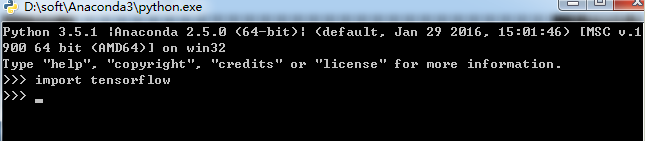 D:\soft\Anaconda3\python.exe
Python 3.5.1 |Anaconda 2.5.0 (64-bit)| (default, Jan 29 2016, 15:01:46) [MSC v.1
900 64 bit (AMD64)] on win32
Type "help", "copyright", "credits" or "license" for more information.
>>> import tensorflow
>>> _